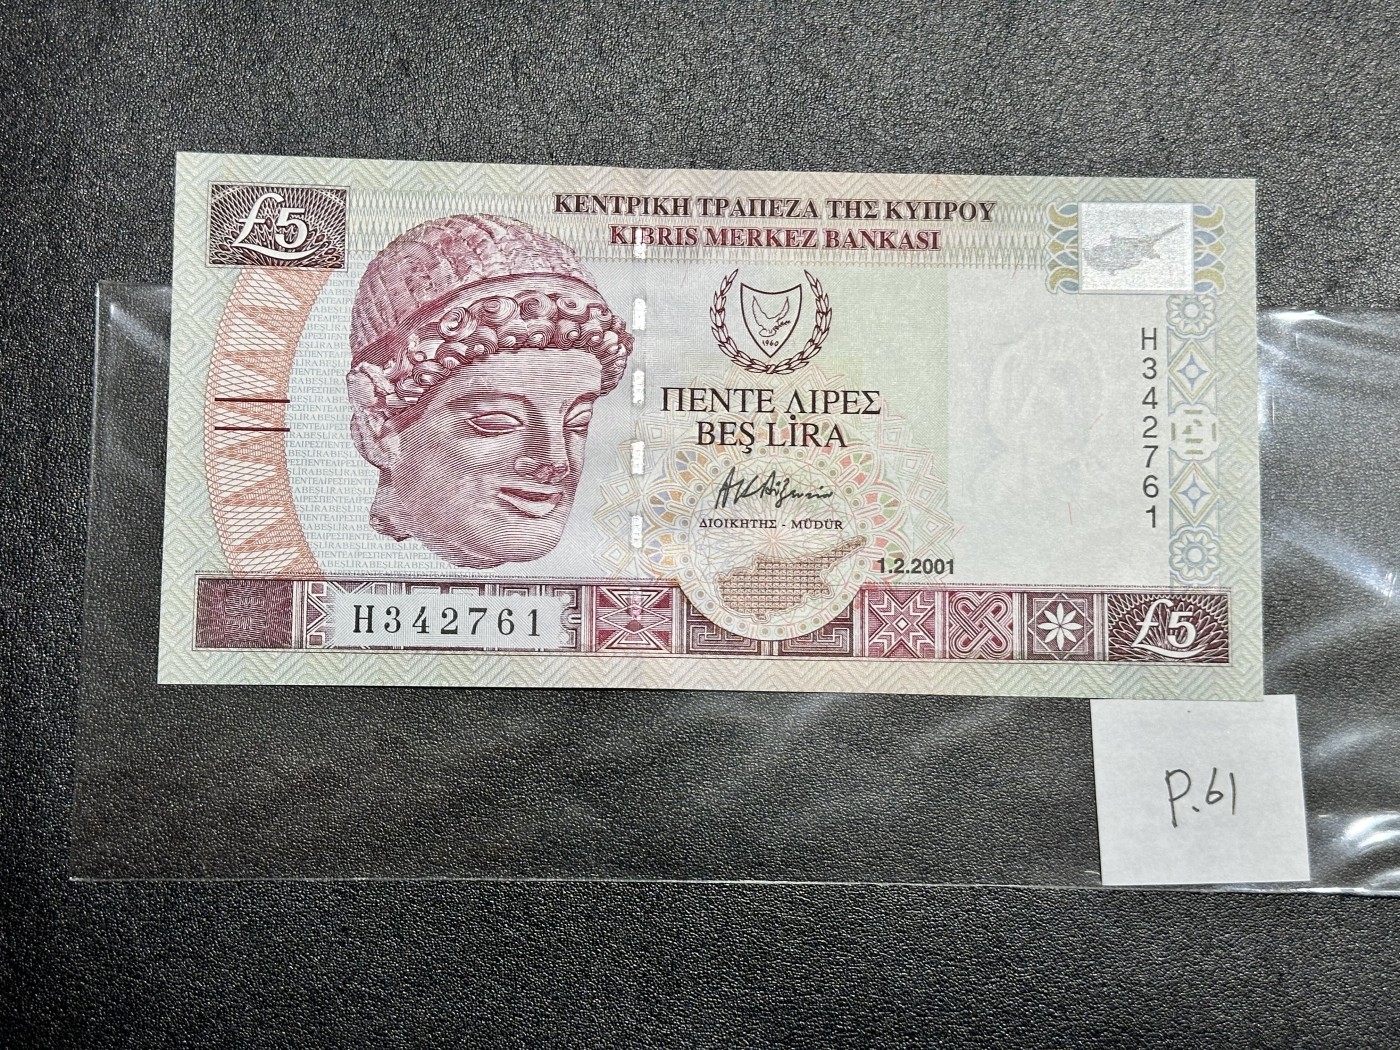 £5
ΚΕΝΤΡΙΚΗ ΤΡΑΠΕΖΑ ΤΗΣ ΚΥΠΡΟΥ
KIBRIS MERKEZ BANKASI
1960
ΠΕΝΤΕ ΛΙΡΕΣ
BEŞ LİRA
ΔΙΟΙΚΗΤΗΣ - MÜDÜR
1.2.2001
H342761
H342761
£5
P.61